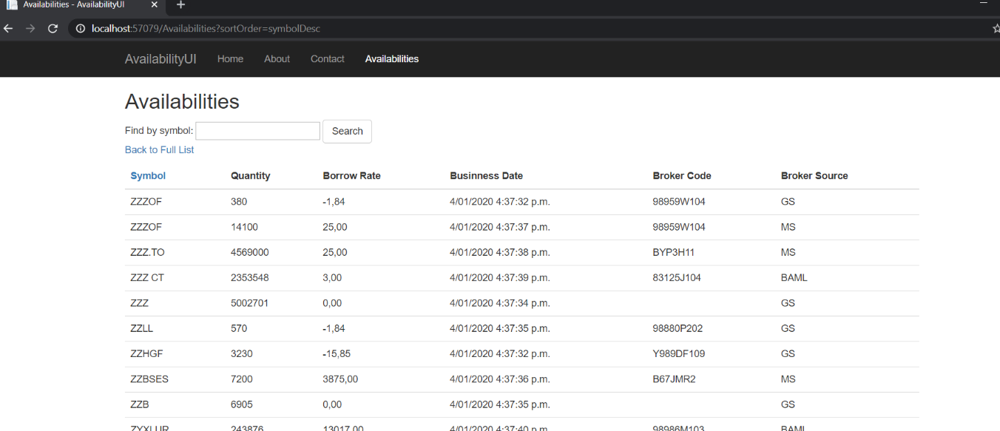 Availabilities - AvailabilityUI
localhost:57079/Availabilities?sortOrder=symbolDesc
AvailabilityUI Home About Contact Availabilities
Availabilities
Find by symbol: Search
Back to Full List
Symbol Quantity Borrow Rate Businness Date Broker Code Broker Source
ZZZOF 380 -1,84 4/01/2020 4:37:32 p.m. 98959W104 GS
ZZZOF 14100 25,00 4/01/2020 4:37:37 p.m. 98959W104 MS
ZZZ.TO 4569000 25,00 4/01/2020 4:37:38 p.m. BYP3H11 MS
ZZZ CT 2353548 3,00 4/01/2020 4:37:39 p.m. 83125J104 BAML
ZZZ 5002701 0,00 4/01/2020 4:37:34 p.m. GS
ZZLL 570 -1,84 4/01/2020 4:37:35 p.m. 98880P202 GS
ZZHGF 3230 -15,85 4/01/2020 4:37:32 p.m. Y989DF109 GS
ZZBSES 7200 3875,00 4/01/2020 4:37:36 p.m. B67JMR2 MS
ZZB 6905 0,00 4/01/2020 4:37:35 p.m. GS
ZYXLUR 243876 13017,00 4/01/2020 4:37:40 p.m. 98986M103 BAML